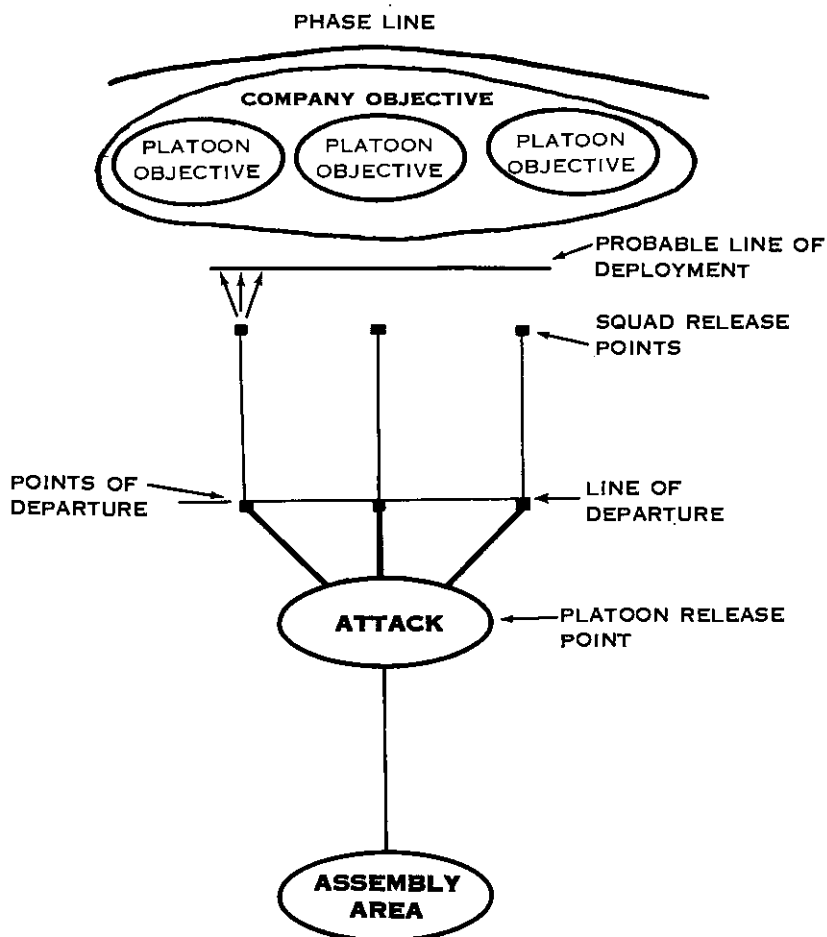 PHASE LINE
COMPANY OBJECTIVE
PLATOON
OBJECTIVE
PLATOON
OBJECTIVE
PLATOON
OBJECTIVE
PROBABLE LINE OF
DEPLOYMENT
SQUAD RELEASE
POINTS
POINTS OF
DEPARTURE
LINE OF
DEPARTURE
ATTACK
PLATOON RELEASE
POINT
ASSEMBLY
AREA